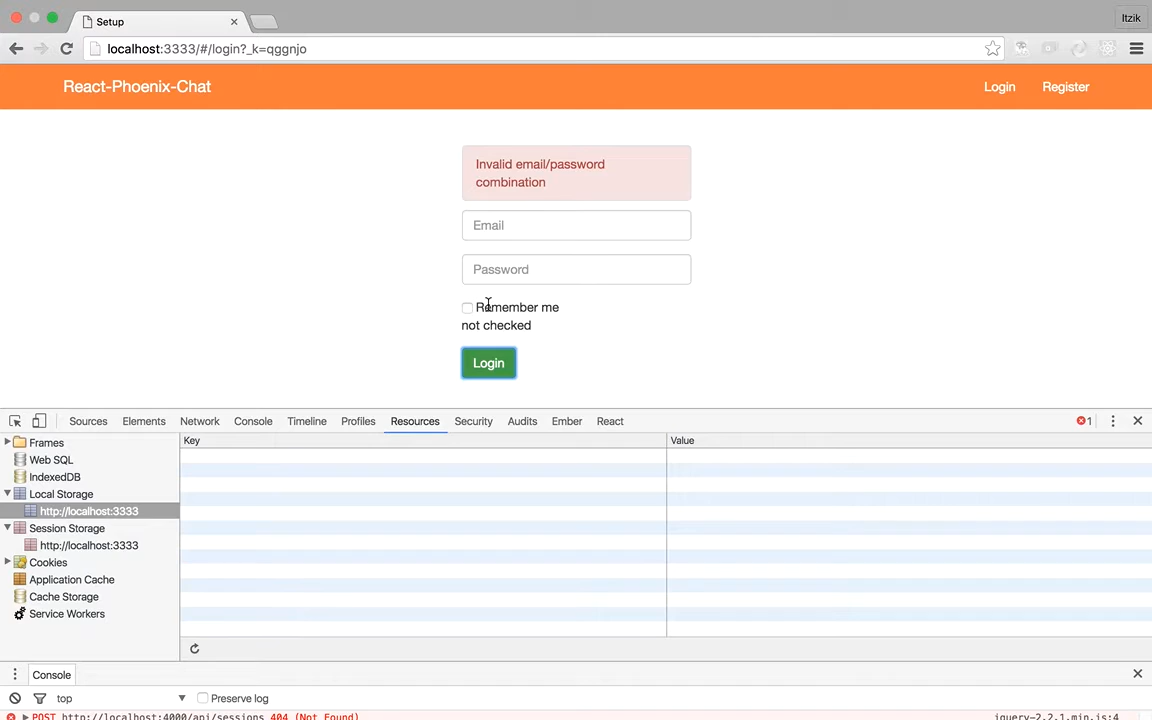 Setup
Itzik
localhost:3333/#/login?_k=qggnjo
React-Phoenix-Chat
Login
Register
Invalid email/password
combination
Email
Password
Remember me
not checked
Login
Sources Elements Network Console Timeline Profiles Resources Security Audits Ember React
1
Frames
Web SQL
IndexedDB
Local Storage
http://localhost:3333
Session Storage
http://localhost:3333
Cookies
Application Cache
Cache Storage
Service Workers
Key
Value
Console
top
Preserve log
POST http://localhost:4000/api/sessions 404 (Not Found)
jquery-2.2.1.min.js:4